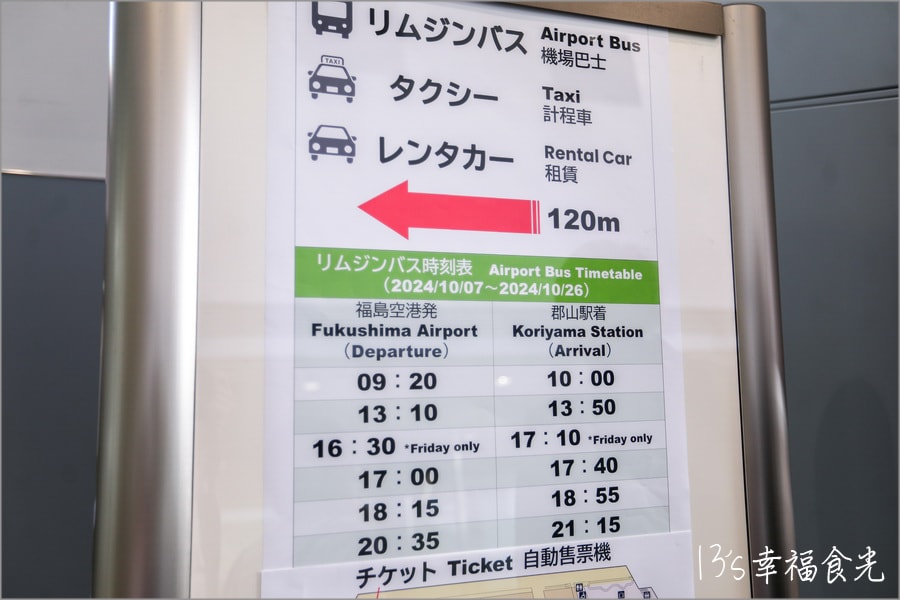 リムジンバス Airport Bus
機場巴士
TAXI
タクシー Taxi
計程車
レンタカー Rental Car
租賃
120m
リムジンバス時刻表 Airport Bus Timetable
（2024/10/07～2024/10/26）
福島空港発 郡山駅着
Fukushima Airport Koriyama Station
（Departure） （Arrival）
09：20 10：00
13：10 13：50
16：30 *Friday only 17：10 *Friday only
17：00 17：40
18：15 18：55
20：35 21：15
チケット Ticket 自動售票機
13's幸福食光